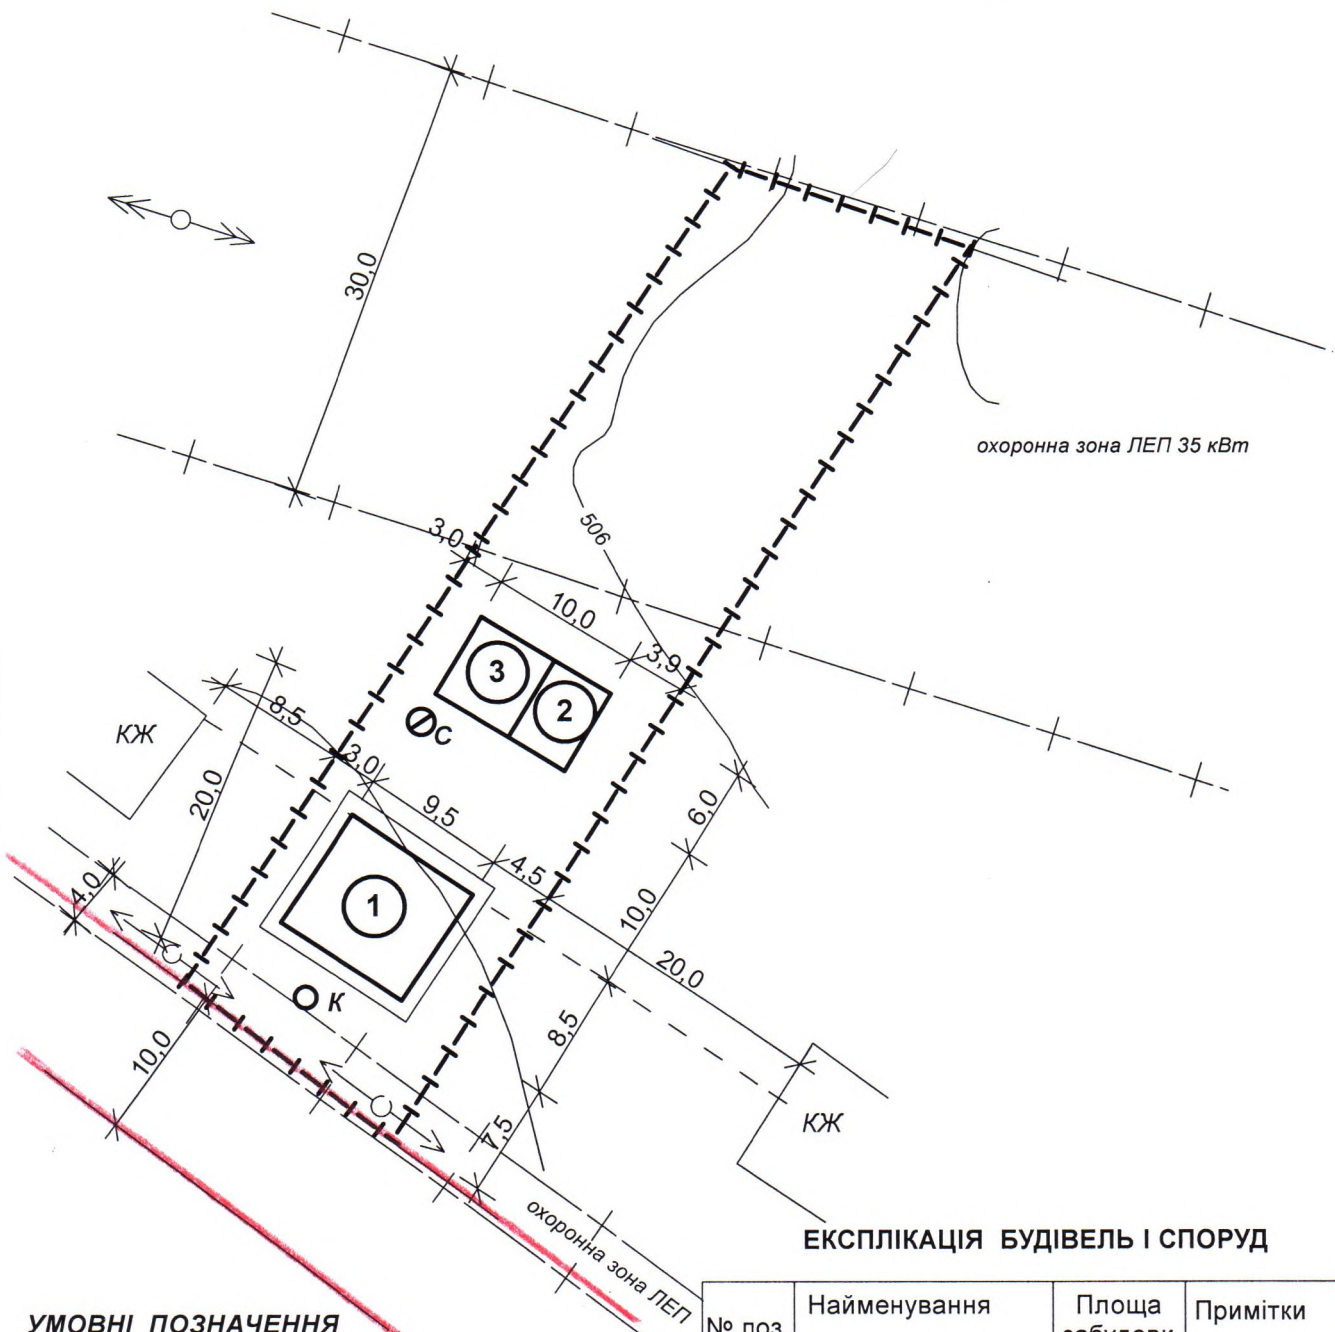 30,0
охоронна зона ЛЕП 35 кВт
506
3,0
10,0
3,9
3
2
С
КЖ
8,5
3,0
20,0
9,5
4,5
6,0
1
4,0
10,0
20,0
К
8,5
10,0
7,5
КЖ
охоронна зона ЛЕП
ЕКСПЛІКАЦІЯ БУДІВЕЛЬ І СПОРУД
УМОВНІ ПОЗНАЧЕННЯ
№ поз
Найменування
Площа
забудови
Примітки